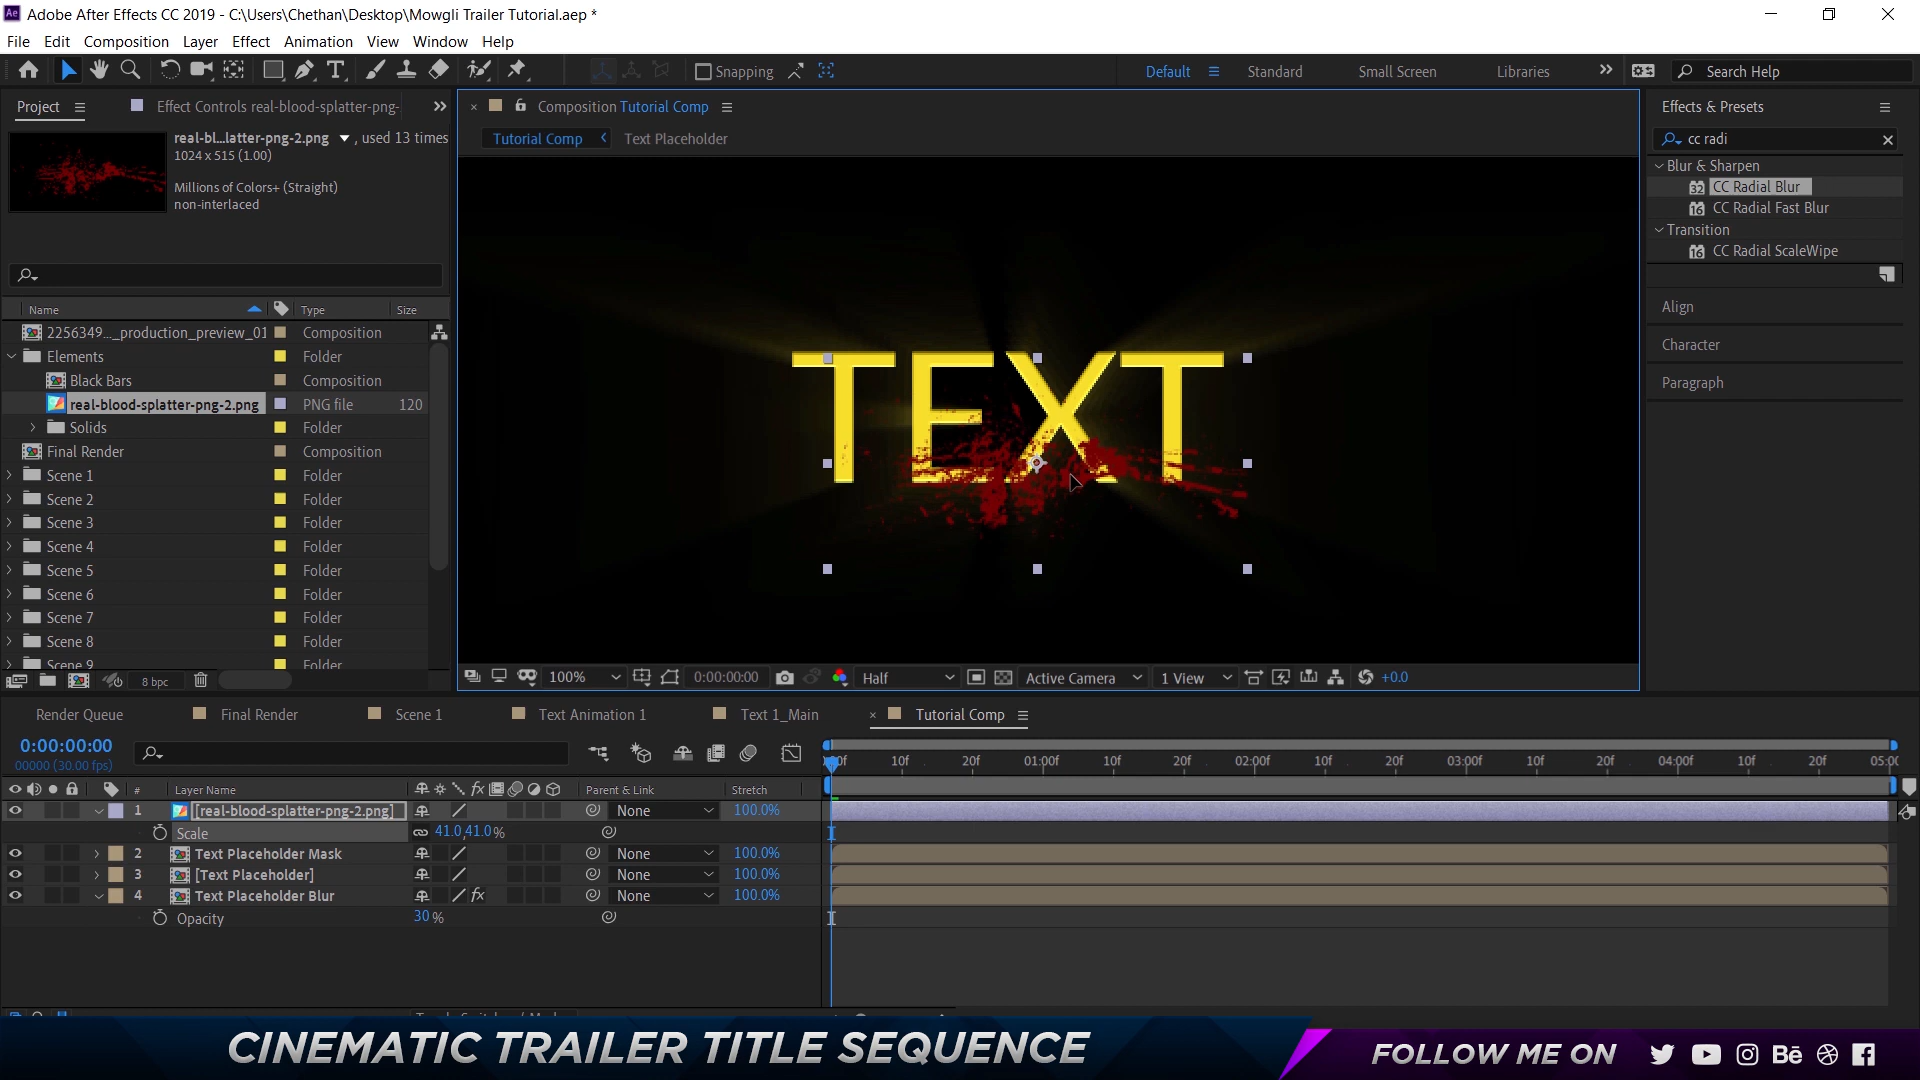 Adobe After Effects CC 2019 - C:\Users\Chethan\Desktop\Mowgli Trailer Tutorial.aep *
File Edit Composition Layer Effect Animation View Window Help
Snapping
Default Standard Small Screen Libraries
Search Help
Project
Effect Controls real-blood-splatter-png-
real-bl...latter-png-2.png , used 13 times
1024 x 515 (1.00)
Millions of Colors+ (Straight)
non-interlaced
Name Type Size
2256349..._production_preview_01 Composition
Elements Folder
Black Bars Composition
real-blood-splatter-png-2.png PNG file 120
Solids Folder
Final Render Composition
Scene 1 Folder
Scene 2 Folder
Scene 3 Folder
Scene 4 Folder
Scene 5 Folder
Scene 6 Folder
Scene 7 Folder
Scene 8 Folder
Scene 9 Folder
8 bpc
Composition Tutorial Comp
Tutorial Comp Text Placeholder
TEXT
100% 0:00:00:00 Half Active Camera 1 View +0.0
Effects & Presets
cc radi
Blur & Sharpen
32 CC Radial Blur
16 CC Radial Fast Blur
Transition
16 CC Radial ScaleWipe
Align
Character
Paragraph
Render Queue Final Render Scene 1 Text Animation 1 Text 1_Main Tutorial Comp
0:00:00:00
00000 (30.00 fps)
10f 20f 01:00f 10f 20f 02:00f 10f 20f 03:00f 10f 20f 04:00f 10f 20f 05:00
# Layer Name Parent & Link Stretch
1 [real-blood-splatter-png-2.png] None 100.0%
Scale 41.0,41.0%
2 Text Placeholder Mask None 100.0%
3 [Text Placeholder] None 100.0%
4 Text Placeholder Blur fx None 100.0%
Opacity 30 %
CINEMATIC TRAILER TITLE SEQUENCE
FOLLOW ME ON
Bē